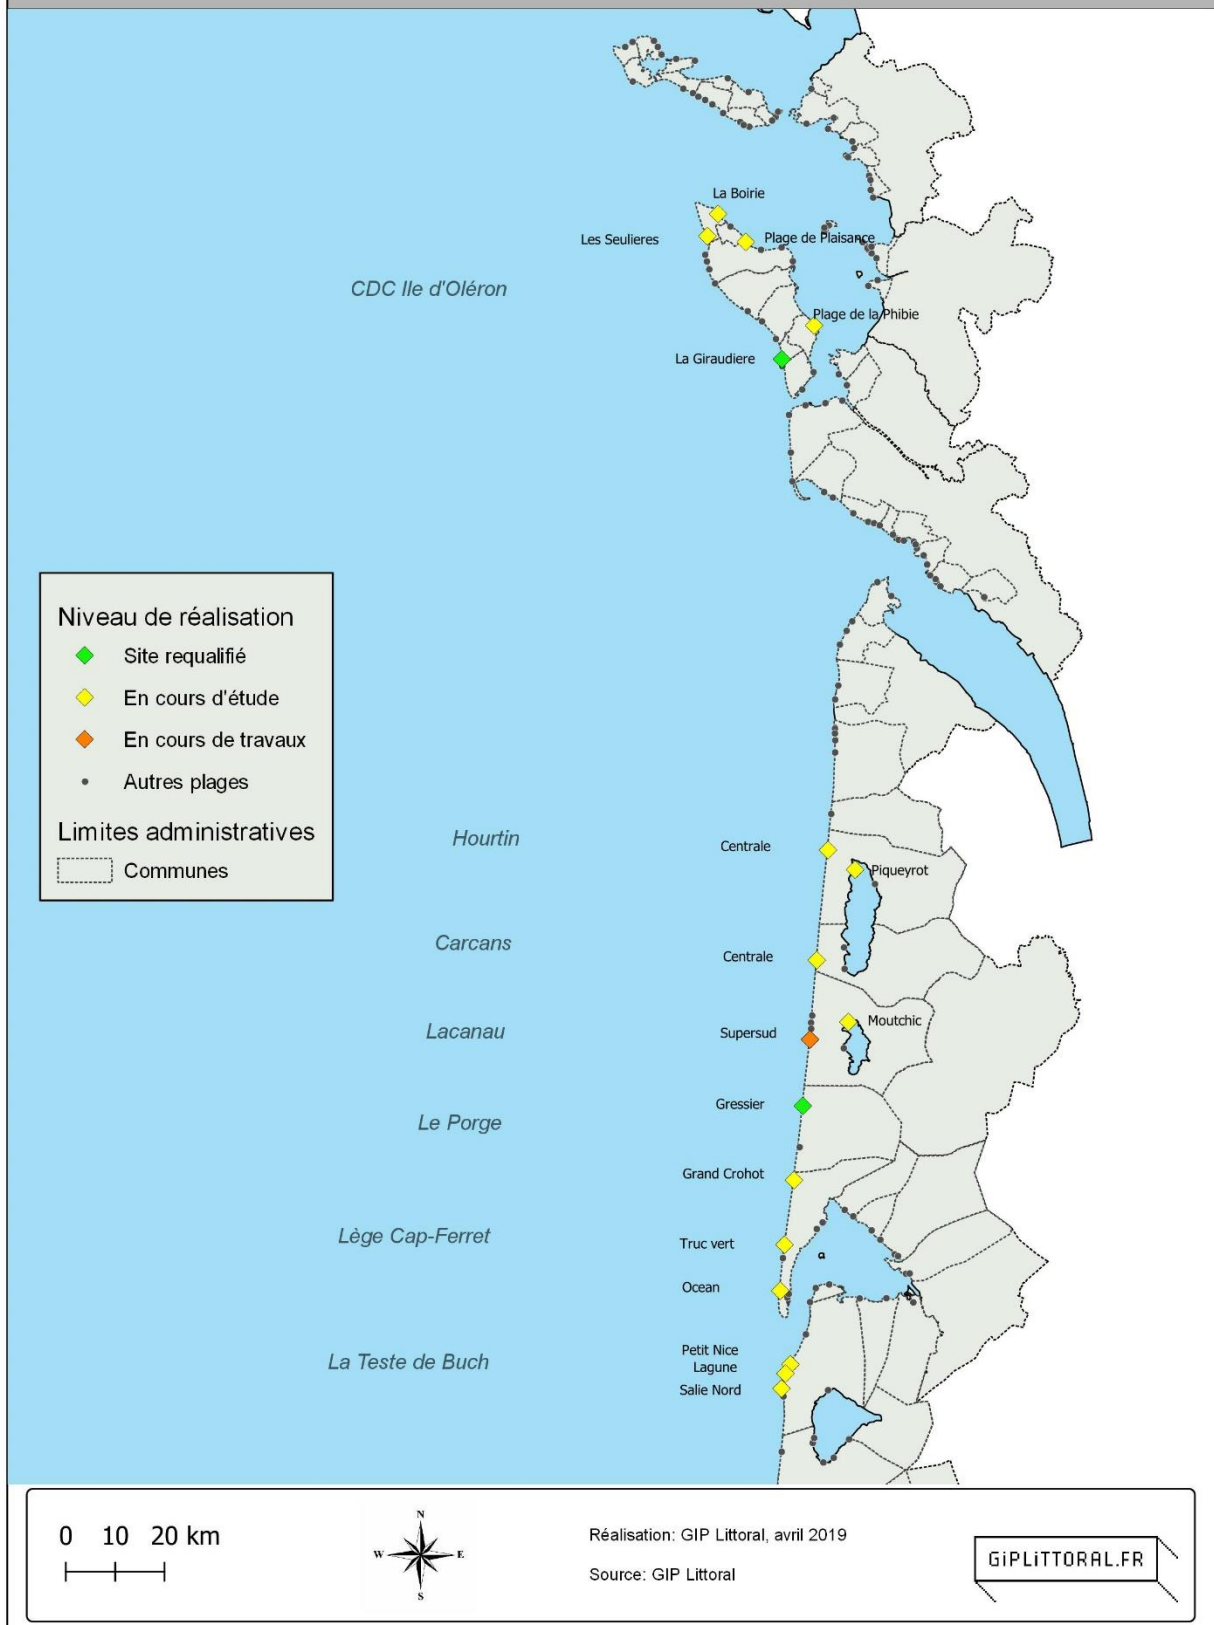 La Boirie
Les Seulieres
Plage de Plaisance
CDC Ile d'Oléron
Plage de la Phibie
La Giraudiere
Niveau de réalisation
Site requalifié
En cours d'étude
En cours de travaux
Autres plages
Limites administratives
Communes
Hourtin
Centrale
Piqueyrot
Carcans
Centrale
Lacanau
Supersud
Moutchic
Le Porge
Gressier
Grand Crohot
Lège Cap-Ferret
Truc vert
Ocean
La Teste de Buch
Petit Nice
Lagune
Salie Nord
0 10 20 km
N
W E
S
Réalisation: GIP Littoral, avril 2019
Source: GIP Littoral
GiPLiTTORAL.FR